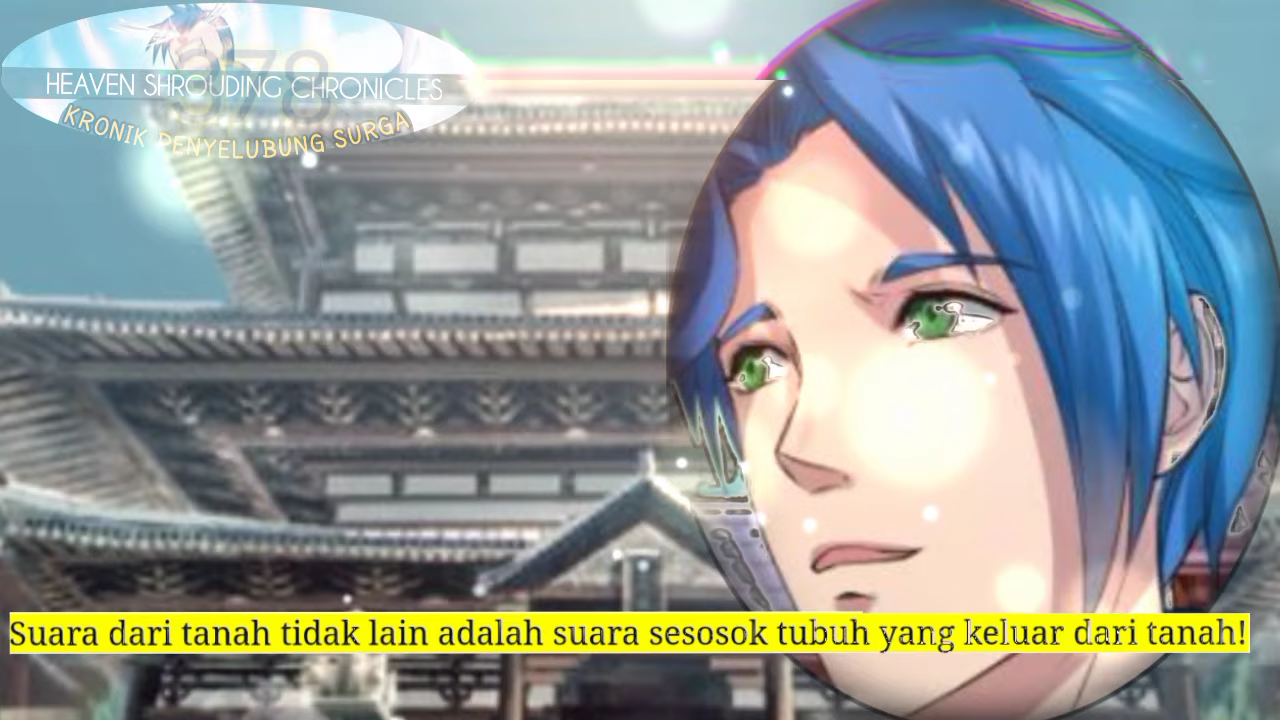 378
HEAVEN SHROUDING CHRONICLES
KRONIK PENYELUBUNG SURGA
Suara dari tanah tidak lain adalah suara sesosok tubuh yang keluar dari tanah!